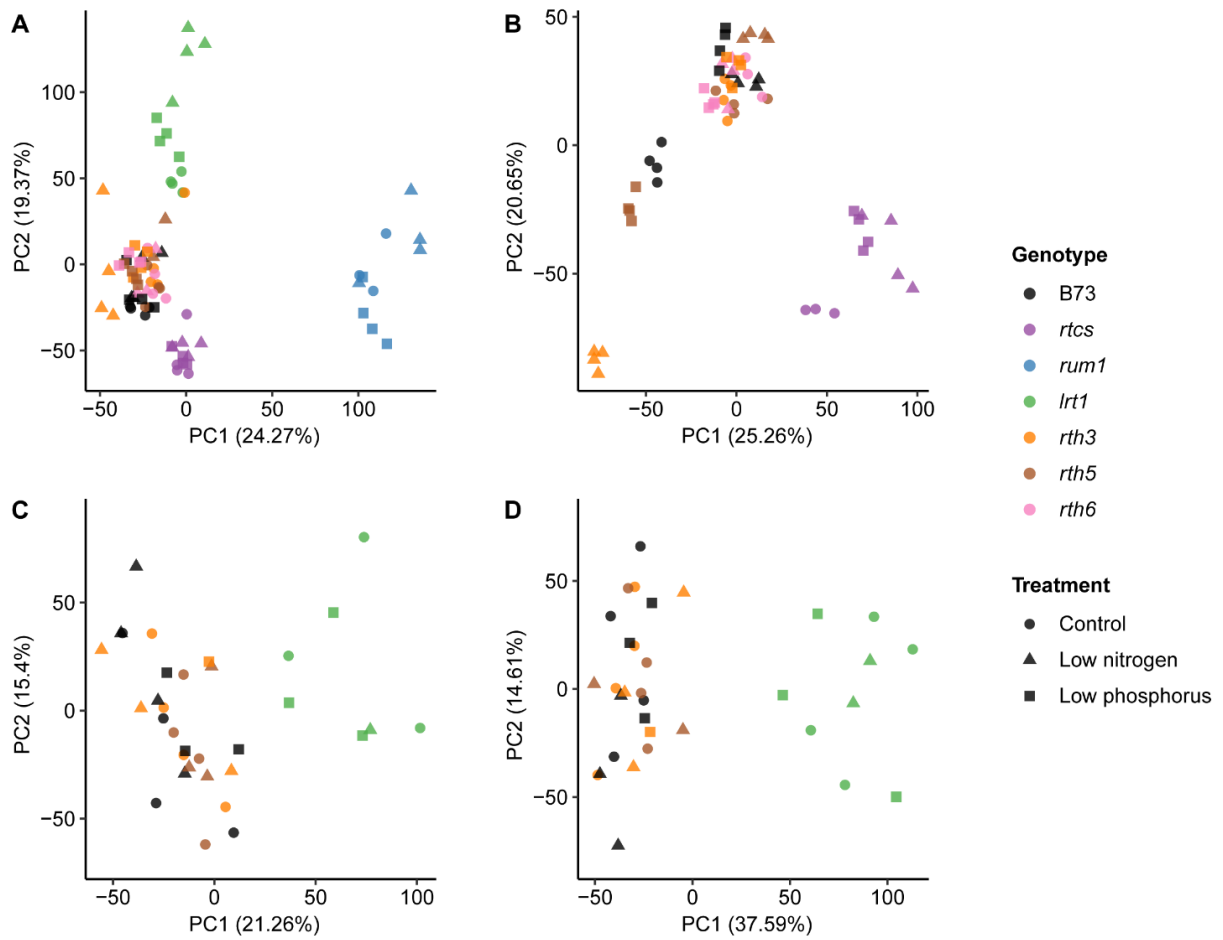 A
100
50
0
−50
PC2 (19.37%)
−50
0
50
100
PC1 (24.27%)
B
50
0
−50
PC2 (20.65%)
−50
0
50
100
PC1 (25.26%)
C
50
0
−50
PC2 (15.4%)
−50
0
50
100
PC1 (21.26%)
D
50
0
−50
PC2 (14.61%)
−50
0
50
100
PC1 (37.59%)
Genotype
B73
rtcs
rum1
lrt1
rth3
rth5
rth6
Treatment
Control
Low nitrogen
Low phosphorus